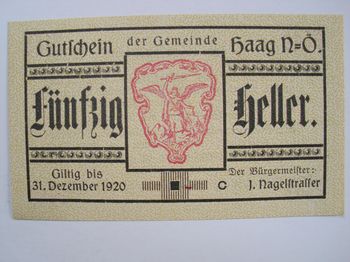 Gutschein der Gemeinde Haag N=Ö.
Fünfzig Heller.
Giltig bis
31. Dezember 1920
C
Der Bürgermeister:
J. Nagelstrasser